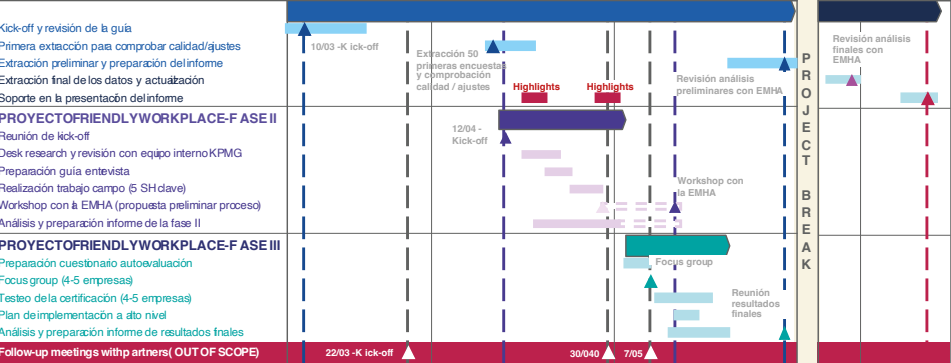 Kick-off y revisión de la guía
10/03 -K ick-off
Primera extracción para comprobar calidad/ajustes
Extracción 50
primeras encuestas
y comprobación
calidad / ajustes
Revisión análisis
finales con
EMHA
Extracción preliminar y preparación del informe
Extracción final de los datos y actualización
Revisión análisis
preliminares con EMHA
Highlights
Highlights
Soporte en la presentación del informe
PROYECTO FRIENDLY WORKPLACE-F ASE II
Reunión de kick-off
12/04 -
Kick-off
Desk research y revisión con equipo interno KPMG
Preparación guía entevista
Realización trabajo campo (5 SH clave)
Workshop con la EMHA (propuesta preliminar proceso)
Workshop con
la EMHA
Análisis y preparación informe de la fase II
PROYECTO FRIENDLY WORKPLACE-F ASE III
Preparación cuestionario autoevaluación
Focus group
Focus group (4-5 empresas)
Testeo de la certificación (4-5 empresas)
Reunión
resultados
finales
Plan de implementación a alto nivel
Análisis y preparación informe de resultados finales
Follow-up meetings with p artners( OUT OF SCOPE)
22/03 -K ick-off
30/040
7/05
PROJECT BREAK